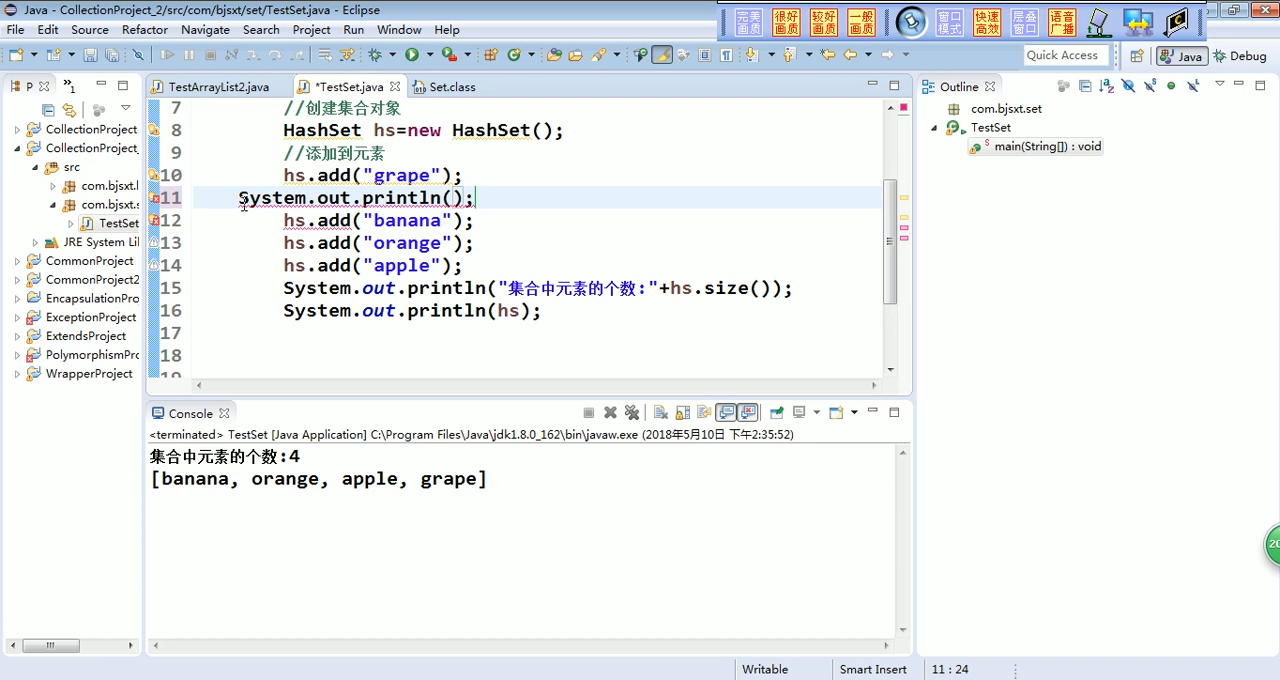 Java - CollectionProject_2/src/com/bjsxt/set/TestSet.java - Eclipse
完美画质 很好画质 较好画质 一般画质 窗口模式 快速高效 层叠窗口 语音广播
File Edit Source Refactor Navigate Search Project Run Window Help
Quick Access Java Debug
P 1
TestArrayList2.java *TestSet.java Set.class
Outline
CollectionProject
CollectionProject_
src
com.bjsxt.l
com.bjsxt.s
TestSet
JRE System Li
CommonProject
CommonProject2
EncapsulationPro
ExceptionProject
ExtendsProject
PolymorphismPro
WrapperProject
7 //创建集合对象
8 HashSet hs=new HashSet();
9 //添加到元素
10 hs.add("grape");
11 System.out.println();
12 hs.add("banana");
13 hs.add("orange");
14 hs.add("apple");
15 System.out.println("集合中元素的个数:"+hs.size());
16 System.out.println(hs);
17
18
19
com.bjsxt.set
TestSet
S main(String[]) : void
Console
<terminated> TestSet [Java Application] C:\Program Files\Java\jdk1.8.0_162\bin\javaw.exe (2018年5月10日 下午2:35:52)
集合中元素的个数:4
[banana, orange, apple, grape]
Writable Smart Insert 11 : 24